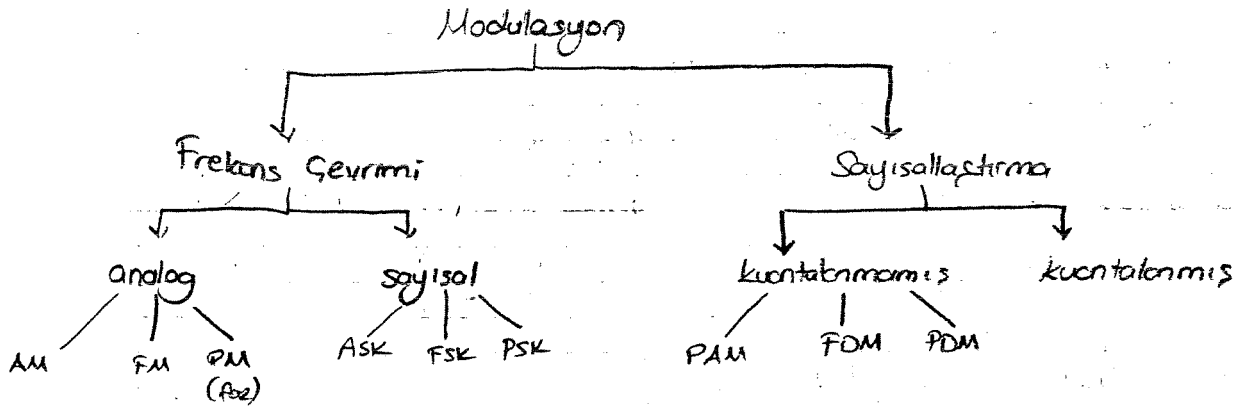 Modulasyon
Frekans Çevrimi Sayısallaştırma
analog sayısal kuantalanmamış kuantalanmış
AM FM PM ASK FSK PSK PAM FDM PDM
(faz)